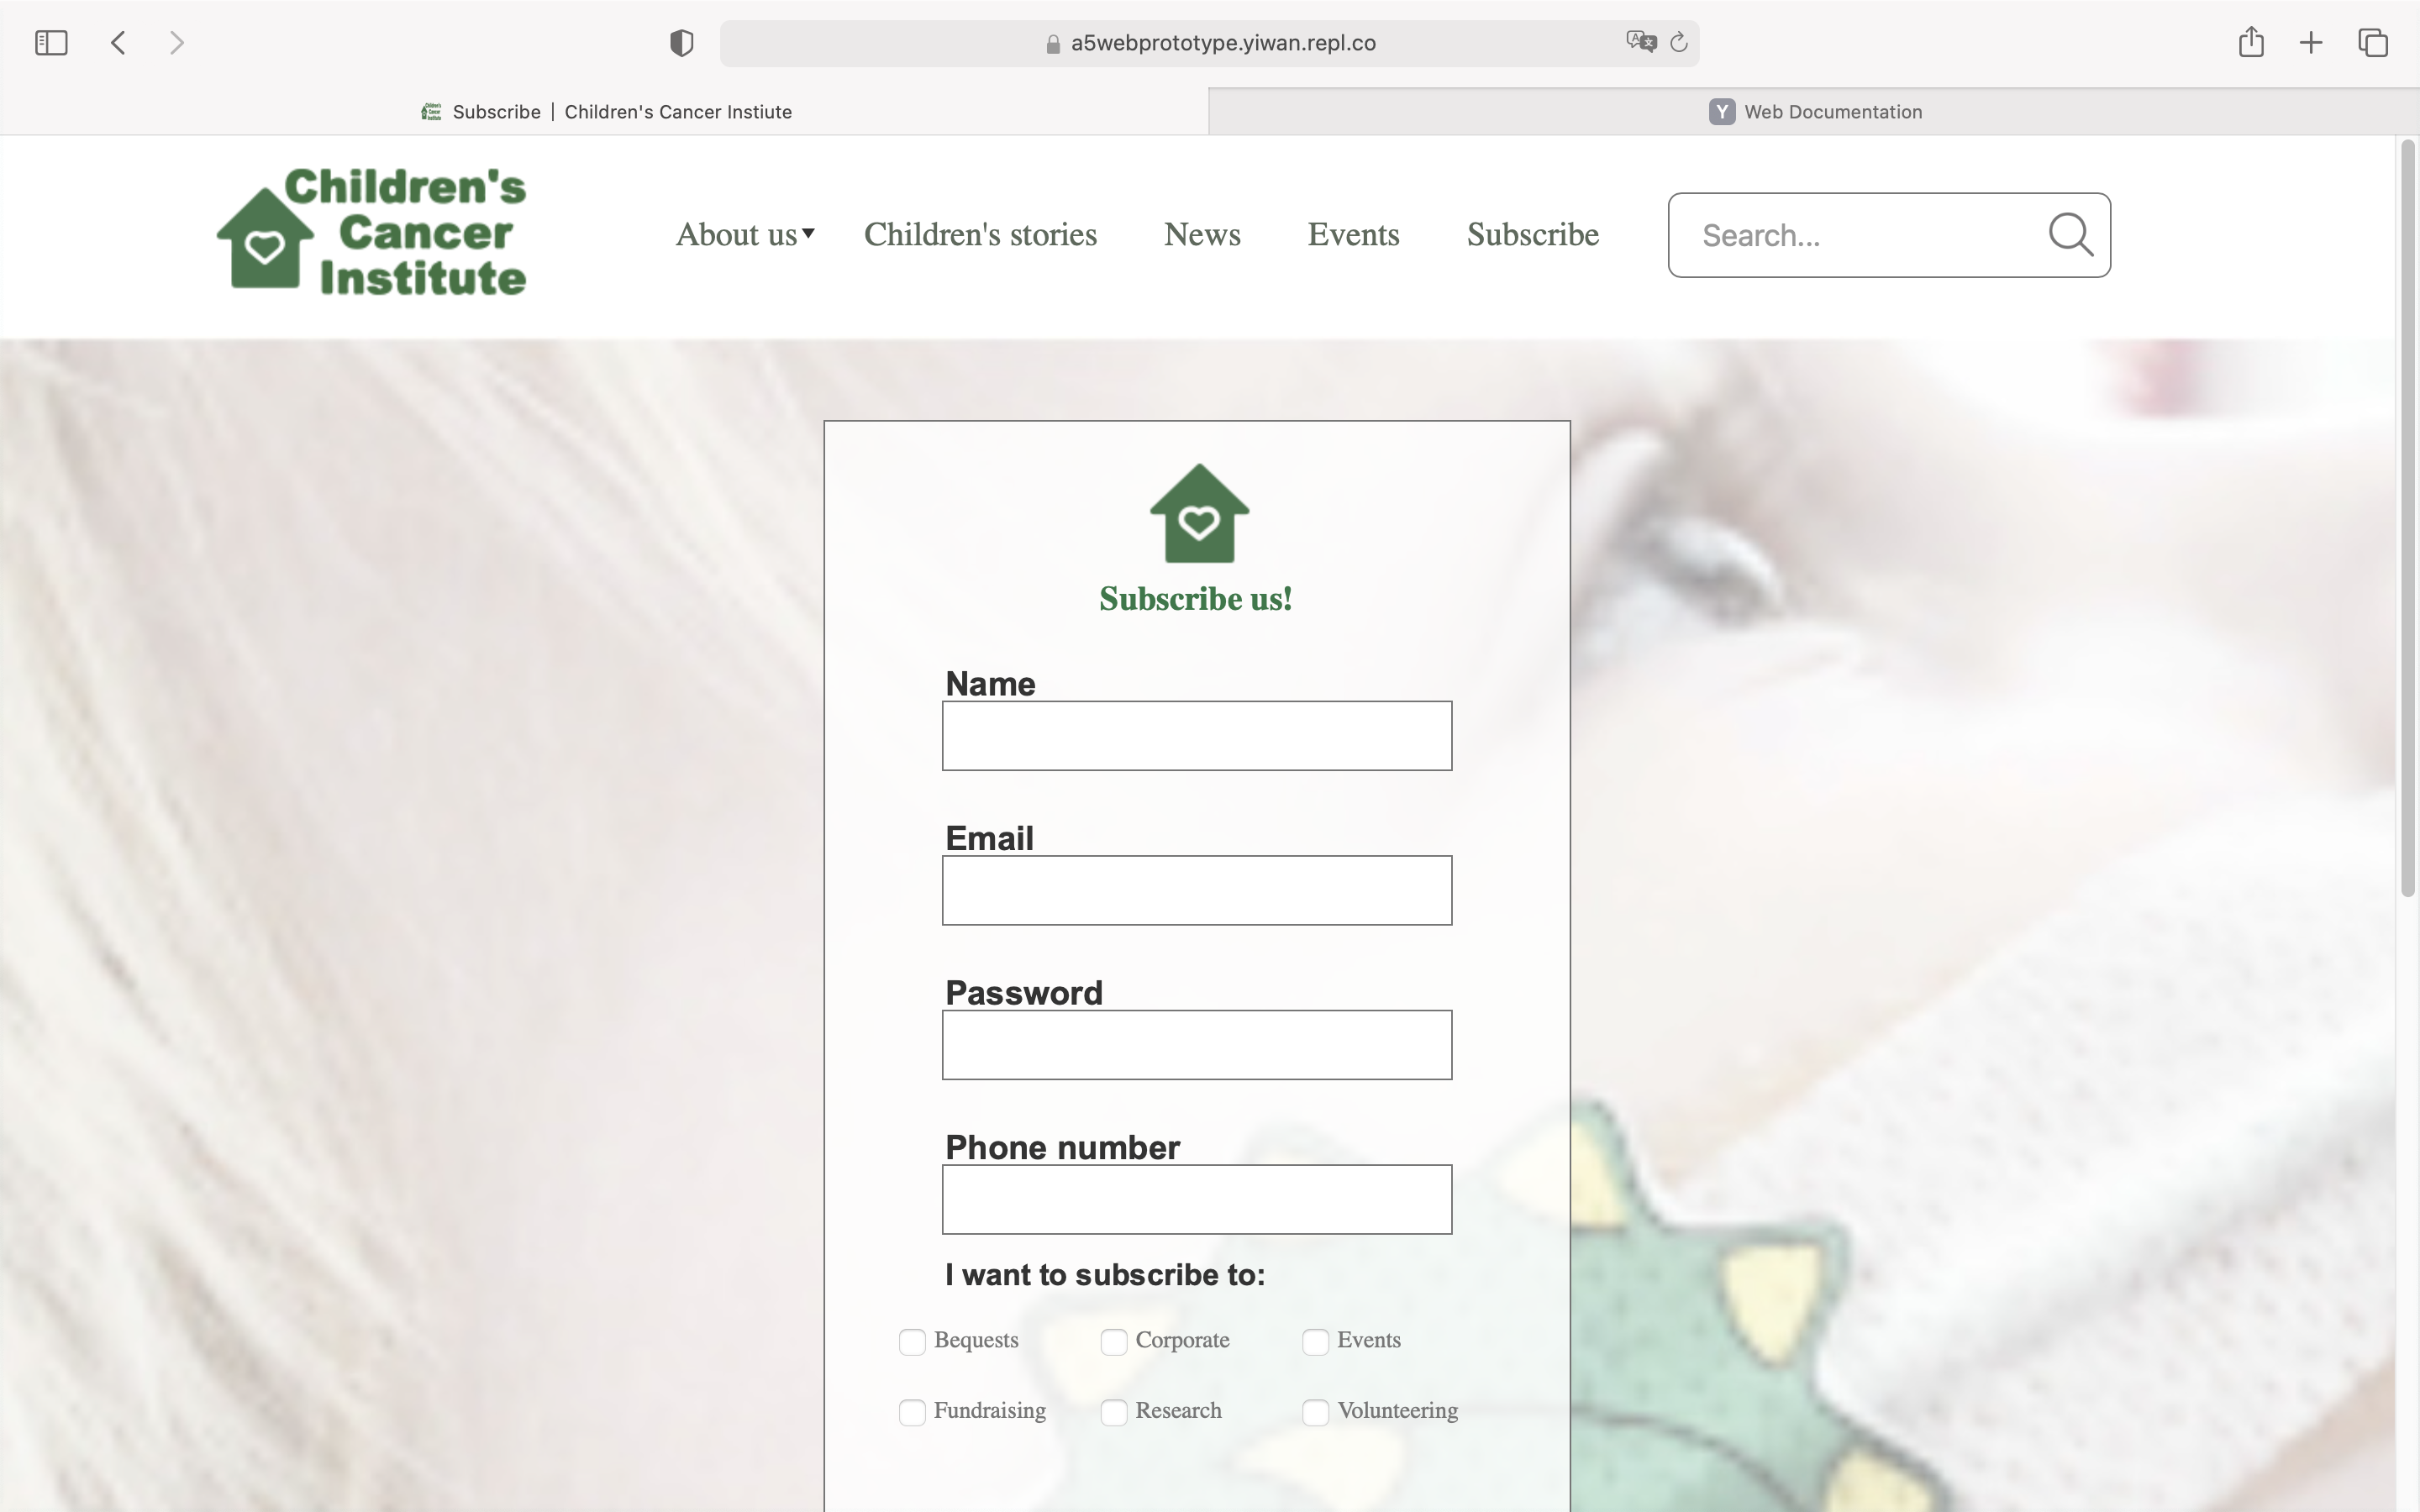 a5webprototype.yiwan.repl.co
Subscribe | Children's Cancer Instiute
Y Web Documentation
Children's
Cancer
Institute
About us▼ Children's stories News Events Subscribe Search...
Subscribe us!
Name
Email
Password
Phone number
I want to subscribe to:
Bequests Corporate Events
Fundraising Research Volunteering